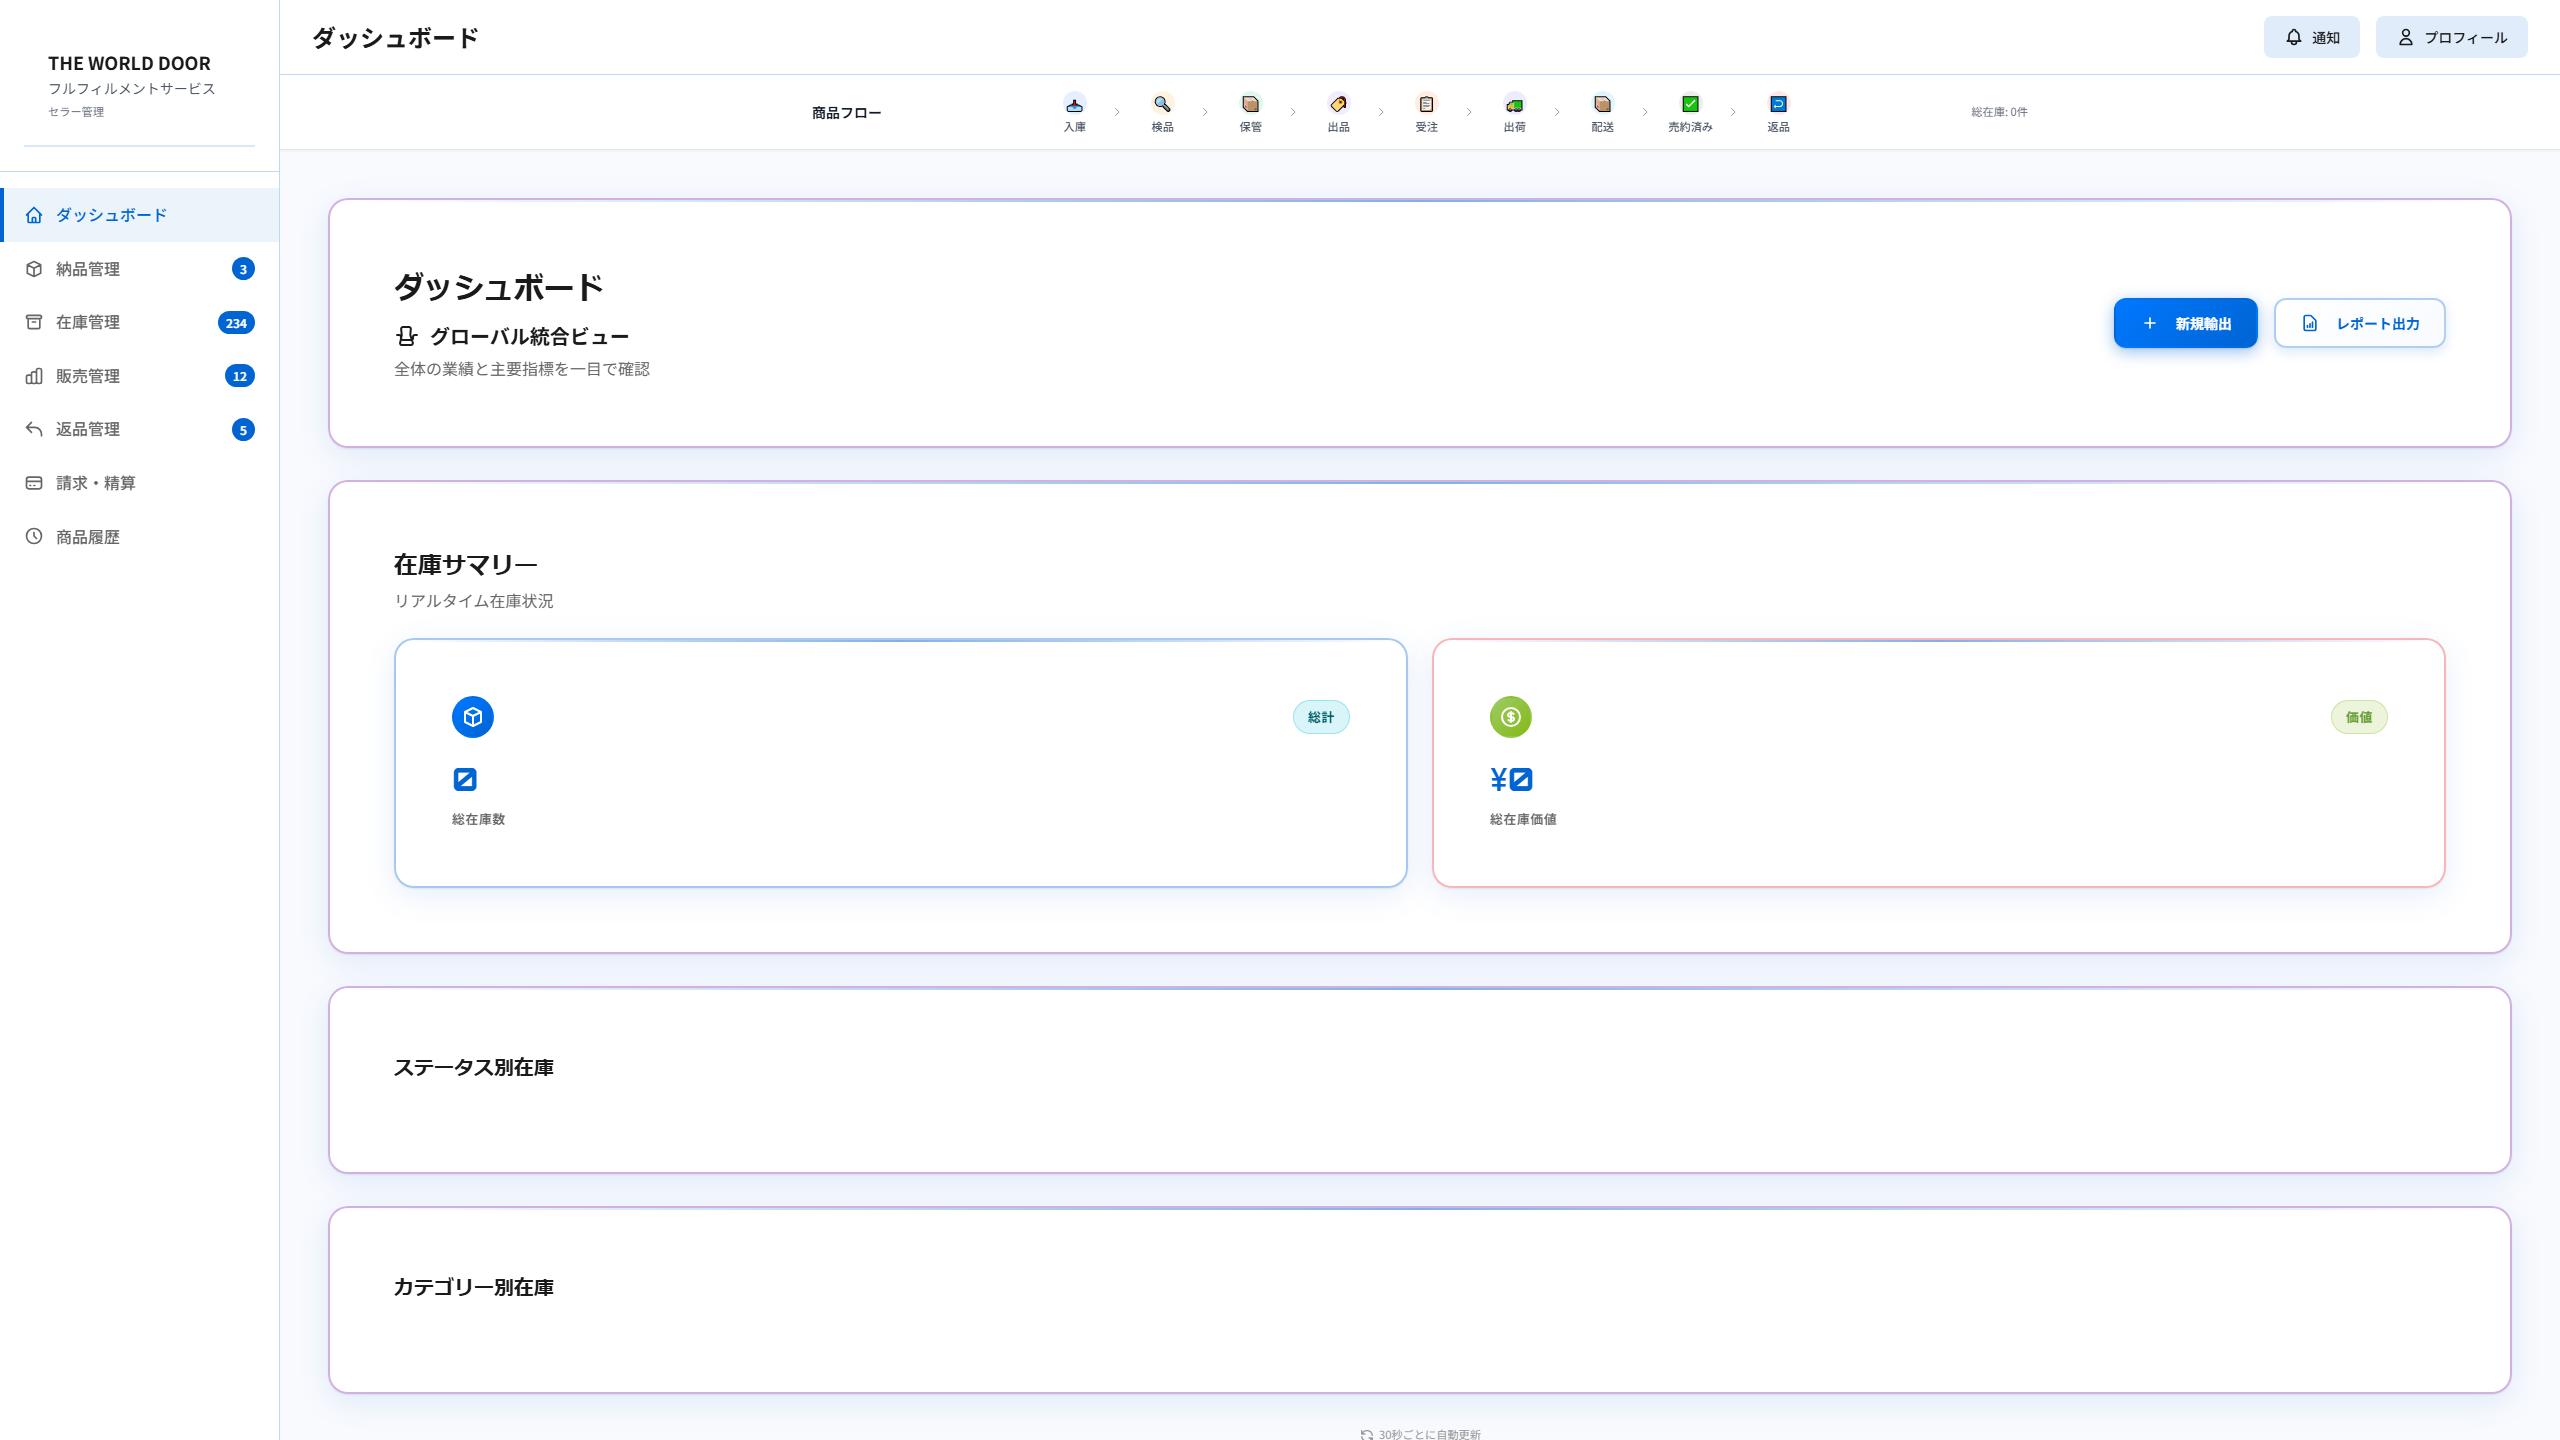 THE WORLD DOOR
フルフィルメントサービス
セラー管理
ダッシュボード
納品管理 3
在庫管理 234
販売管理 12
返品管理 5
請求・精算
商品履歴
ダッシュボード
通知
プロフィール
商品フロー
入庫
検品
保管
出品
受注
出荷
配送
売約済み
返品
総在庫: 0件
ダッシュボード
グローバル統合ビュー
全体の業績と主要指標を一目で確認
新規輸出
レポート出力
在庫サマリー
リアルタイム在庫状況
総計
0
総在庫数
価値
¥0
総在庫価値
ステータス別在庫
カテゴリー別在庫
30秒ごとに自動更新